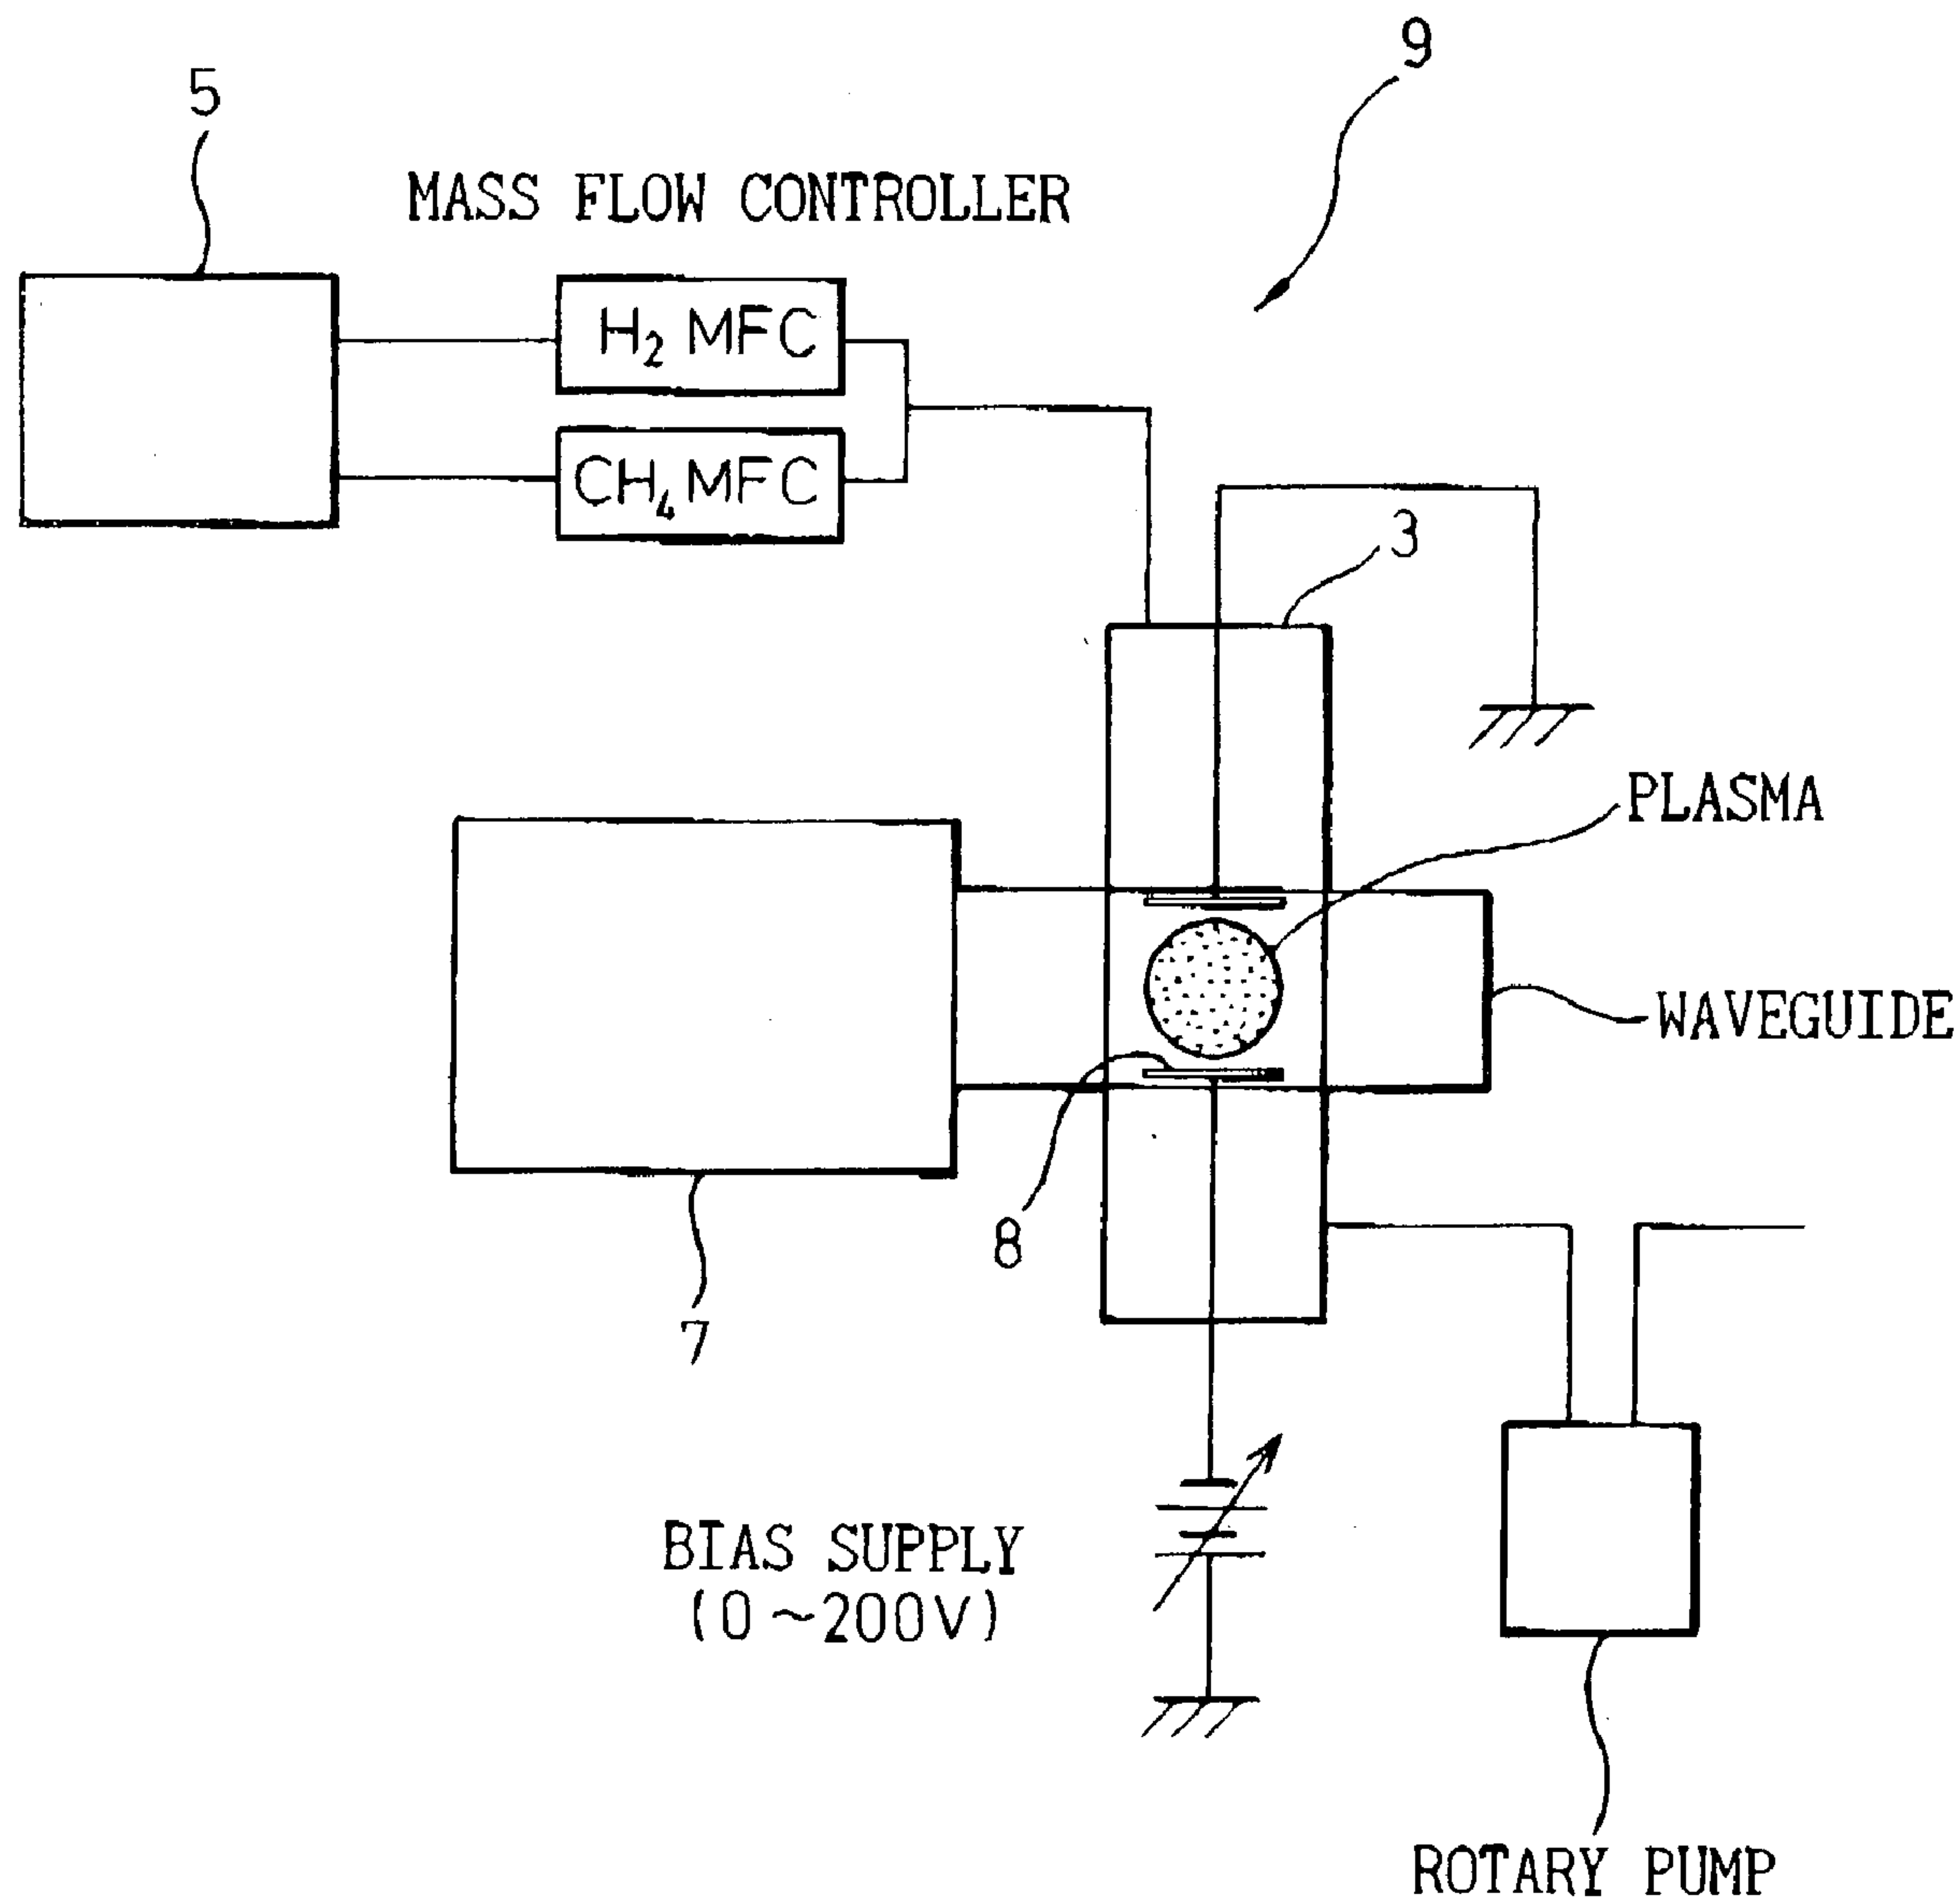 9
5
MASS FLOW CONTROLLER
H₂ MFC
CH₄ MFC
3
PLASMA
WAVEGUIDE
8
7
BIAS SUPPLY
(0~200V)
ROTARY PUMP